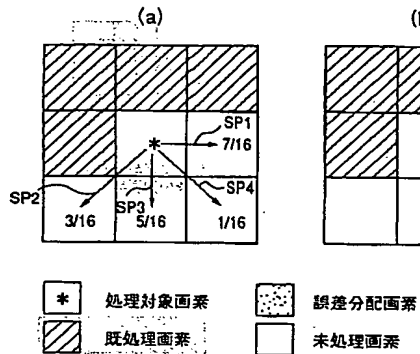 (a)
SP1
* 7/16
SP2 SP3 SP4
3/16 5/16 1/16
* 処理対象画素 誤差分配画素
既処理画素 未処理画素